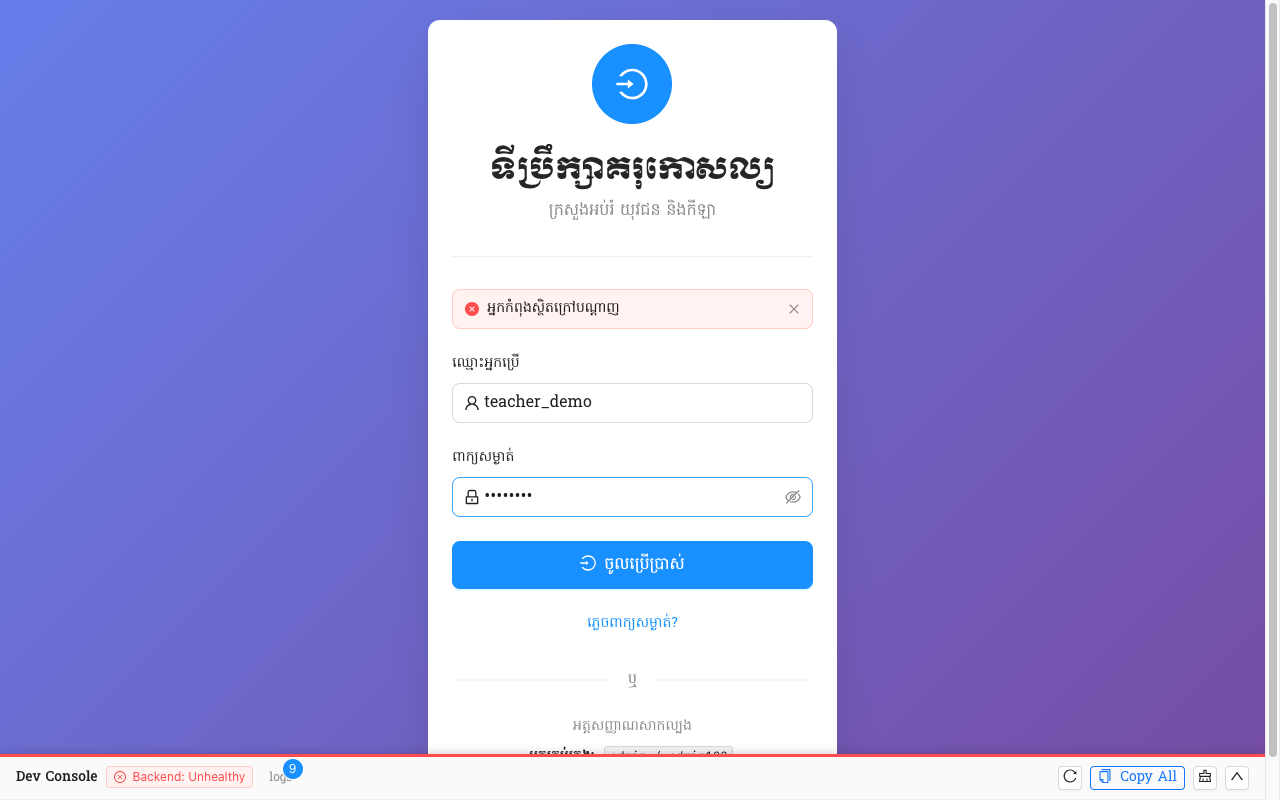 ទីប្រឹក្សាគរុកោសល្យ
ក្រសួងអប់រំ យុវជន និងកីឡា
អ្នកកំពុងស្ថិតក្រៅបណ្តាញ
ឈ្មោះអ្នកប្រើ
teacher_demo
ពាក្យសម្ងាត់
••••••••
ចូលប្រើប្រាស់
ភ្លេចពាក្យសម្ងាត់?
ឬ
អត្តសញ្ញាណសាកល្បង
Dev Console Backend: Unhealthy logs 9 Copy All